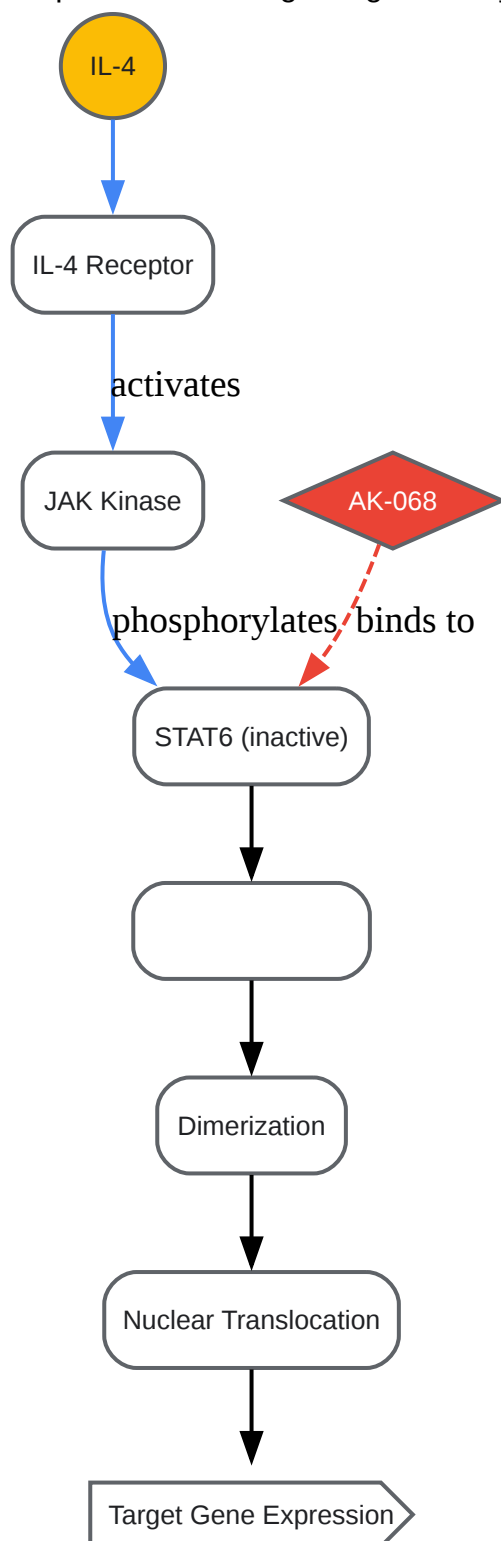 IL-4
IL-4 Receptor
activates
JAK Kinase
AK-068
phosphorylates
binds to
STAT6 (inactive)
Dimerization
Nuclear Translocation
Target Gene Expression